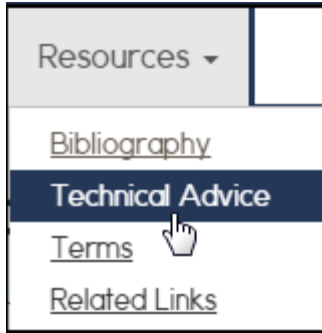 Resources
Bibliography
Technical Advice
Terms
Related Links